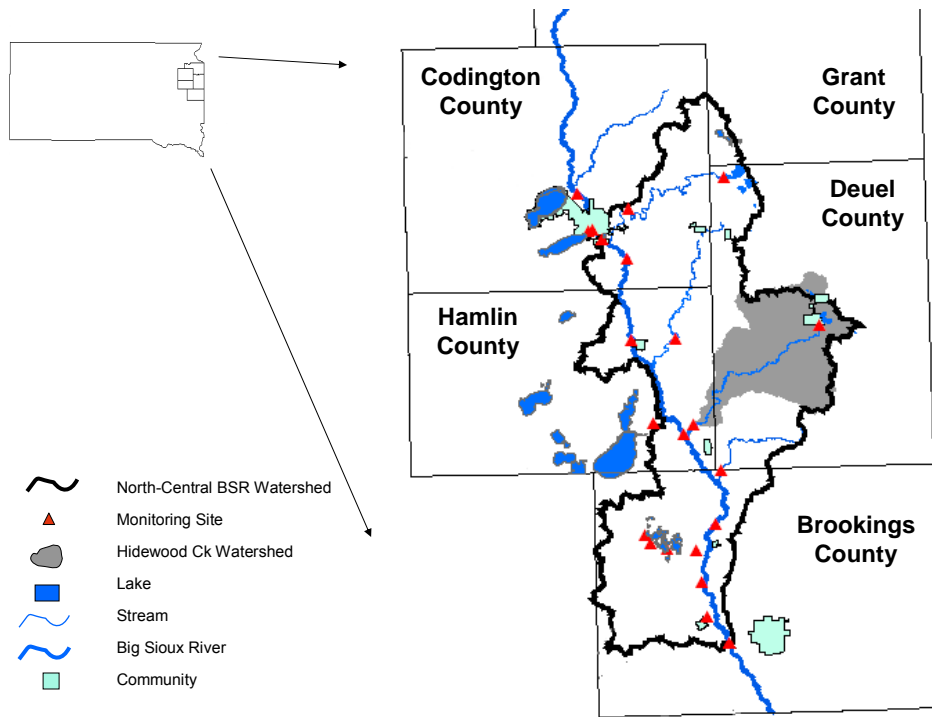 Codington
County
Grant
County
Deuel
County
Hamlin
County
Brookings
County
North-Central BSR Watershed
Monitoring Site
Hidewood Ck Watershed
Lake
Stream
Big Sioux River
Community